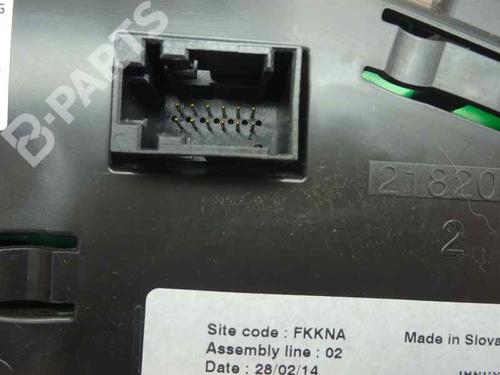 G
B-PARTS
21820
2
Site code : FKKNA
Made in Slova
Assembly line : 02
Date : 28/02/14